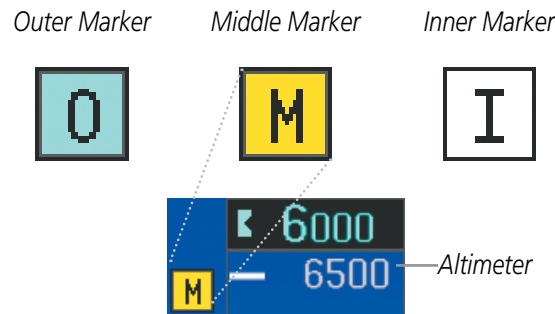 Outer Marker Middle Marker Inner Marker
O M I
6000
6500 Altimeter
M